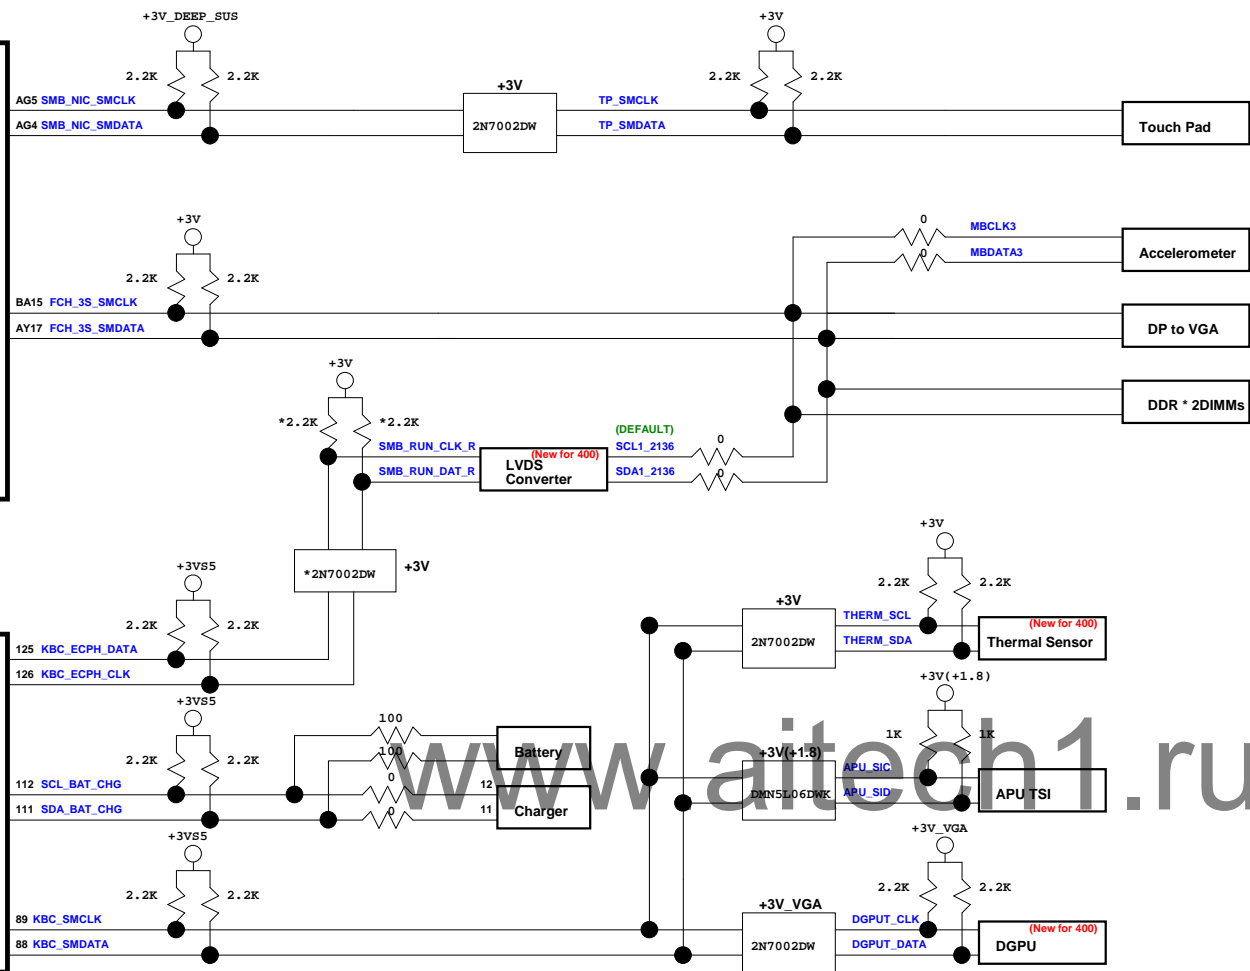 +3V_DEEP_SUS
2.2K 2.2K
AG5 SMB_NIC_SMCLK
AG4 SMB_NIC_SMDATA
+3V
2N7002DW
TP_SMCLK
TP_SMDATA
+3V
2.2K 2.2K
Touch Pad
+3V
2.2K 2.2K
BA15 FCH_3S_SMCLK
AY17 FCH_3S_SMDATA
0 MBCLK3
0 MBDATA3
Accelerometer
DP to VGA
DDR * 2DIMMs
+3V
*2.2K *2.2K
SMB_RUN_CLK_R
SMB_RUN_DAT_R
(New for 400)
LVDS
Converter
(DEFAULT)
SCL1_2136 0
SDA1_2136 0
*2N7002DW +3V
+3VS5
2.2K 2.2K
125 KBC_ECPH_DATA
126 KBC_ECPH_CLK
+3V
2N7002DW
THERM_SCL
THERM_SDA
+3V
2.2K 2.2K
(New for 400)
Thermal Sensor
+3VS5
2.2K 2.2K
112 SCL_BAT_CHG
111 SDA_BAT_CHG
100
100
Battery
0 12
0 11
Charger
+3V(+1.8)
DMN5L06DWK
APU_SIC
APU_SID
+3V(+1.8)
1K 1K
APU TSI
+3VS5
2.2K 2.2K
89 KBC_SMCLK
88 KBC_SMDATA
+3V_VGA
2N7002DW
DGPUT_CLK
DGPUT_DATA
+3V_VGA
2.2K 2.2K
(New for 400)
DGPU
www.aitech1.ru